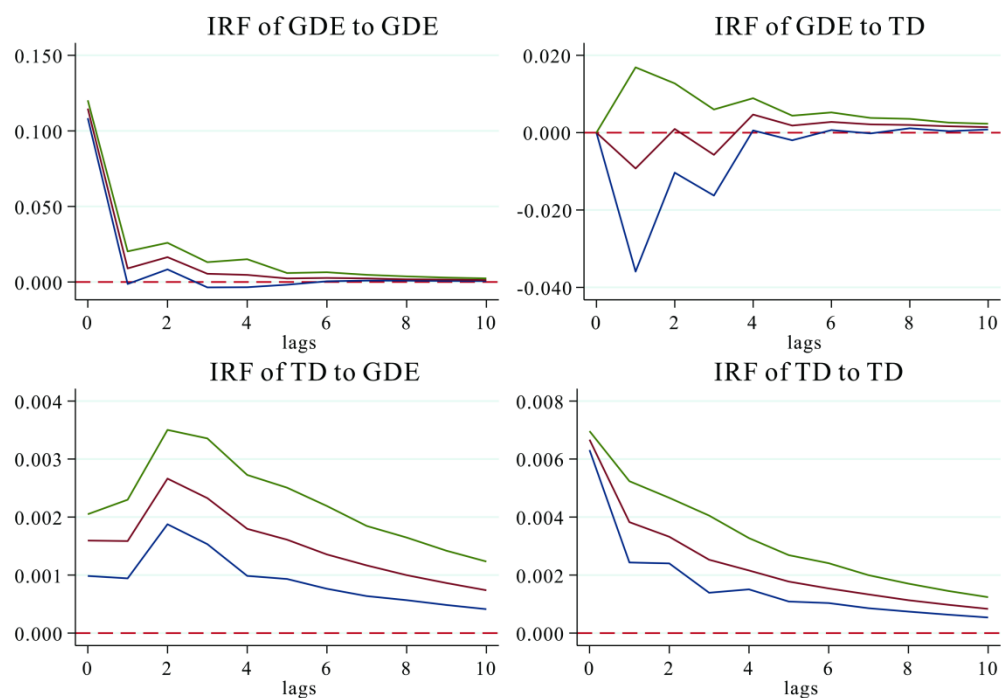 IRF of GDE to GDE
0.150
0.100
0.050
0.000
0 2 4 6 8 10
lags
IRF of GDE to TD
0.020
0.000
-0.020
-0.040
0 2 4 6 8 10
lags
IRF of TD to GDE
0.004
0.003
0.002
0.001
0.000
0 2 4 6 8 10
lags
IRF of TD to TD
0.008
0.006
0.004
0.002
0.000
0 2 4 6 8 10
lags